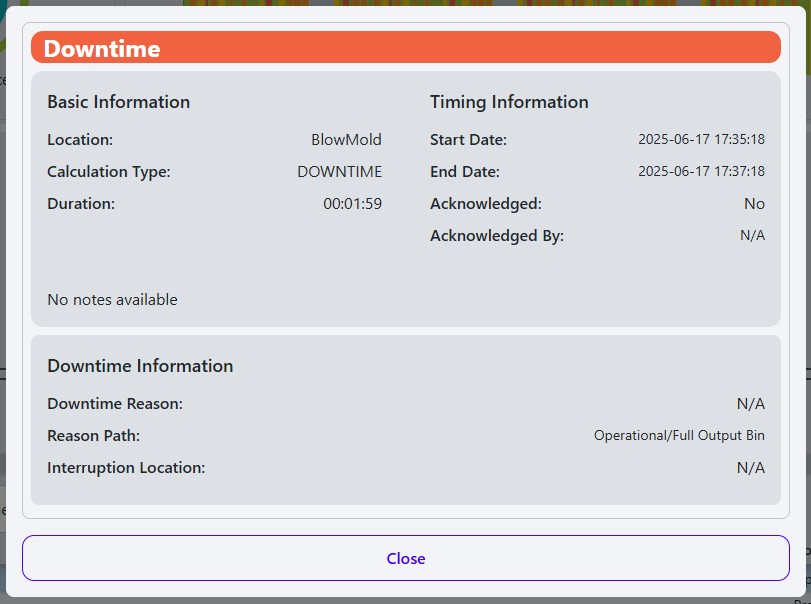 Downtime
Basic Information
Location: BlowMold
Calculation Type: DOWNTIME
Duration: 00:01:59
No notes available
Timing Information
Start Date: 2025-06-17 17:35:18
End Date: 2025-06-17 17:37:18
Acknowledged: No
Acknowledged By: N/A
Downtime Information
Downtime Reason: N/A
Reason Path: Operational/Full Output Bin
Interruption Location: N/A
Close